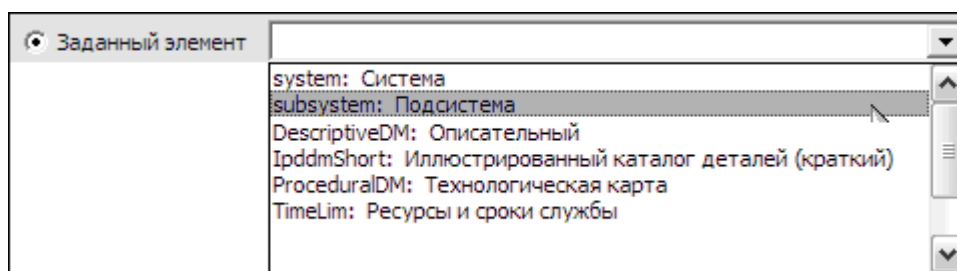 Заданный элемент
system: Система
subsystem: Подсистема
DescriptiveDM: Описательный
IpddmShort: Иллюстрированный каталог деталей (краткий)
ProceduralDM: Технологическая карта
TimeLim: Ресурсы и сроки службы